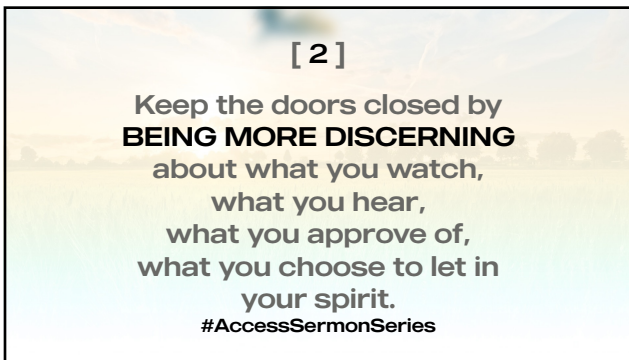 [ 2 ]
Keep the doors closed by
BEING MORE DISCERNING
about what you watch,
what you hear,
what you approve of,
what you choose to let in
your spirit.
#AccessSermonSeries